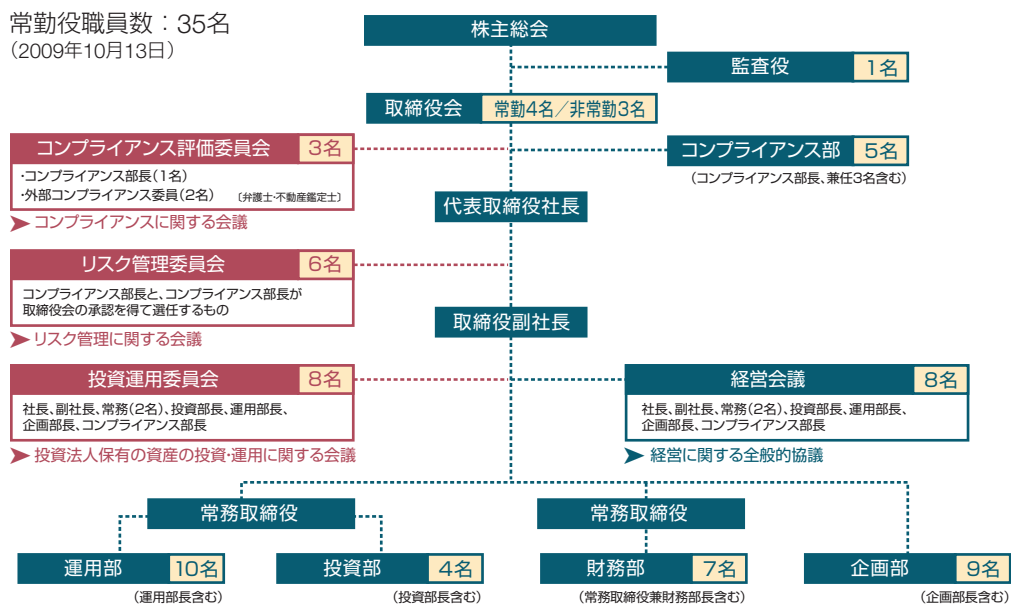 常勤役職員数：35名
（2009年10月13日）
株主総会
監査役 1名
取締役会 常勤4名／非常勤3名
コンプライアンス評価委員会 3名
・コンプライアンス部長（1名）
・外部コンプライアンス委員（2名） 〔弁護士・不動産鑑定士〕
コンプライアンスに関する会議
コンプライアンス部 5名
（コンプライアンス部長、兼任3名含む）
代表取締役社長
リスク管理委員会 6名
コンプライアンス部長と、コンプライアンス部長が
取締役会の承認を得て選任するもの
リスク管理に関する会議
取締役副社長
投資運用委員会 8名
社長、副社長、常務（2名）、投資部長、運用部長、
企画部長、コンプライアンス部長
投資法人保有の資産の投資・運用に関する会議
経営会議 8名
社長、副社長、常務（2名）、投資部長、運用部長、
企画部長、コンプライアンス部長
経営に関する全般的協議
常務取締役
常務取締役
運用部 10名
（運用部長含む）
投資部 4名
（投資部長含む）
財務部 7名
（常務取締役兼財務部長含む）
企画部 9名
（企画部長含む）